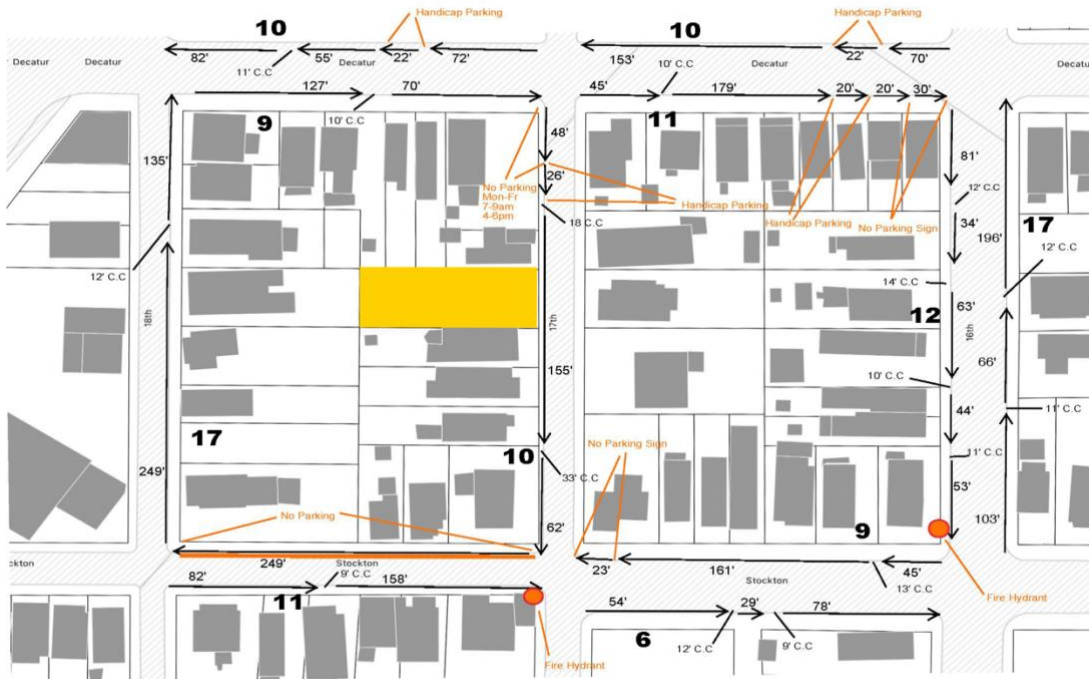 Handicap Parking
Handicap Parking
10
10
82'
55'
22'
72'
153'
22'
70'
11' C.C
10' C.C
Decatur
Decatur
Decatur
Decatur
127'
70'
45'
179'
20'
20'
30'
10' C.C
9
11
48'
135'
81'
26'
No Parking
Mon-Fr
7-9am
4-6pm
12' C.C
Handicap Parking
34'
18 C.C
Handicap Parking
No Parking Sign
196'
17
12' C.C
12' C.C
14' C.C
63'
12
18th
17th
16th
155'
66'
10' C.C
44'
11' C.C
17
No Parking Sign
10
11' C.C
249'
33' C.C
53'
No Parking
62'
9
103'
249'
Stockton
9' C.C
23'
161'
45'
Stockton
82'
158'
13' C.C
11
54'
29'
78'
Fire Hydrant
6
12' C.C
9' C.C
Fire Hydrant